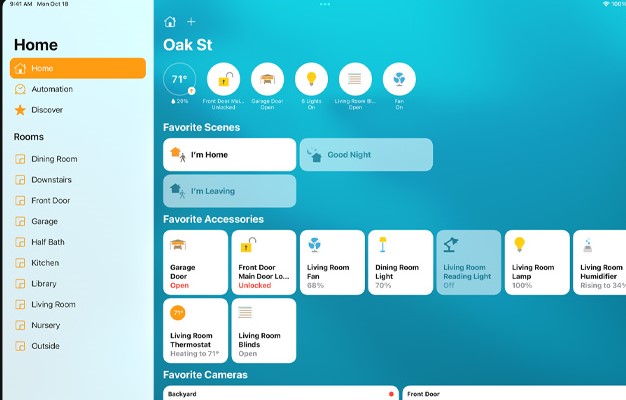 9:41 AM Mon Oct 18
100%
Home
Home
Automation
Discover
Rooms
Dining Room
Downstairs
Front Door
Garage
Half Bath
Kitchen
Library
Living Room
Nursery
Outside
Oak St
71°
20%
Front Door Mai...
Unlocked
Garage Door
Open
Lights
On
Living Room Bl...
Open
Fan
On
Favorite Scenes
I'm Home
Good Night
I'm Leaving
Favorite Accessories
Garage
Door
Open
Front Door
Main Door Lo...
Unlocked
Living Room
Fan
68%
Dining Room
Light
70%
Living Room
Reading Light
Off
Living Room
Lamp
100%
Living Room
Humidifier
Rising to 34%
71°
Living Room
Thermostat
Heating to 71°
Living Room
Blinds
Open
Favorite Cameras
Backyard
Front Door